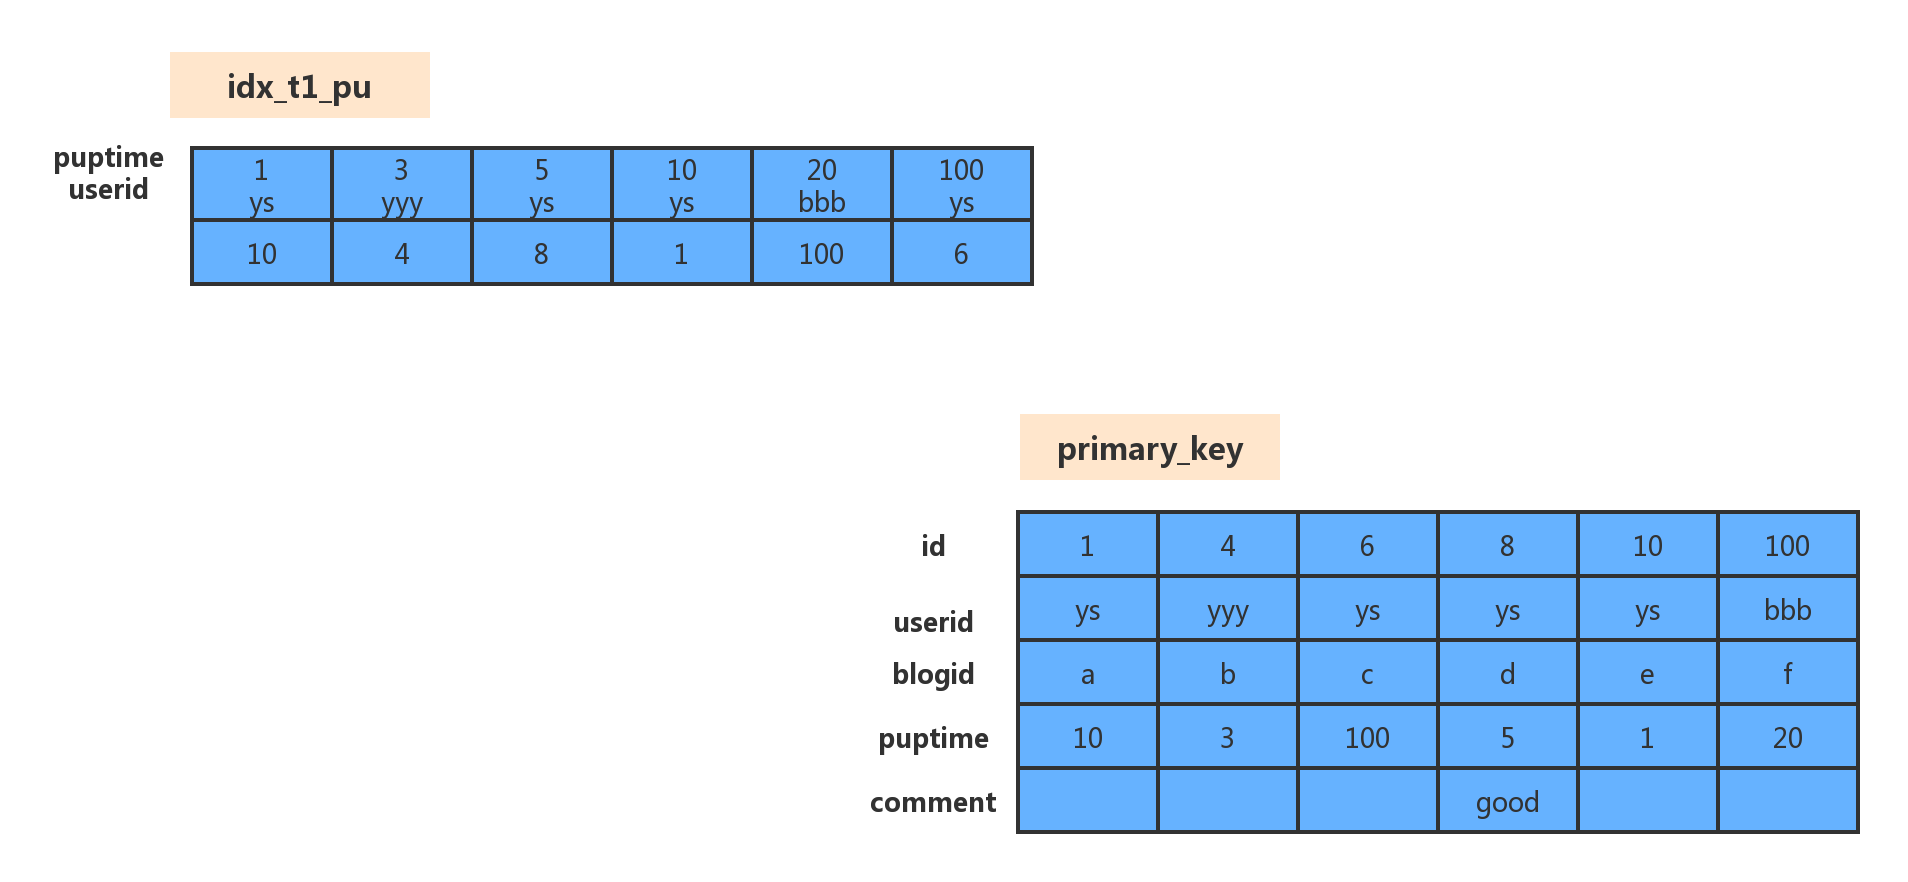 idx_t1_pu
puptime 1 3 5 10 20 100
userid ys yyy ys ys bbb ys
10 4 8 1 100 6
primary_key
id 1 4 6 8 10 100
userid ys yyy ys ys ys bbb
blogid a b c d e f
puptime 10 3 100 5 1 20
comment good